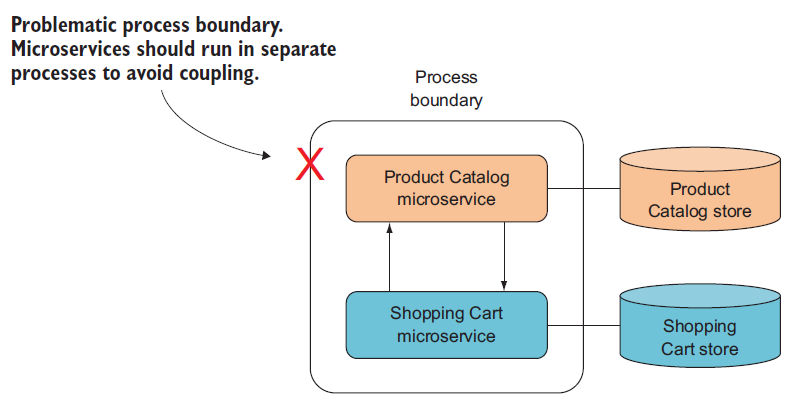 Problematic process boundary.
Microservices should run in separate
processes to avoid coupling.
Process
boundary
X
Product Catalog
microservice
Product
Catalog store
Shopping Cart
microservice
Shopping
Cart store